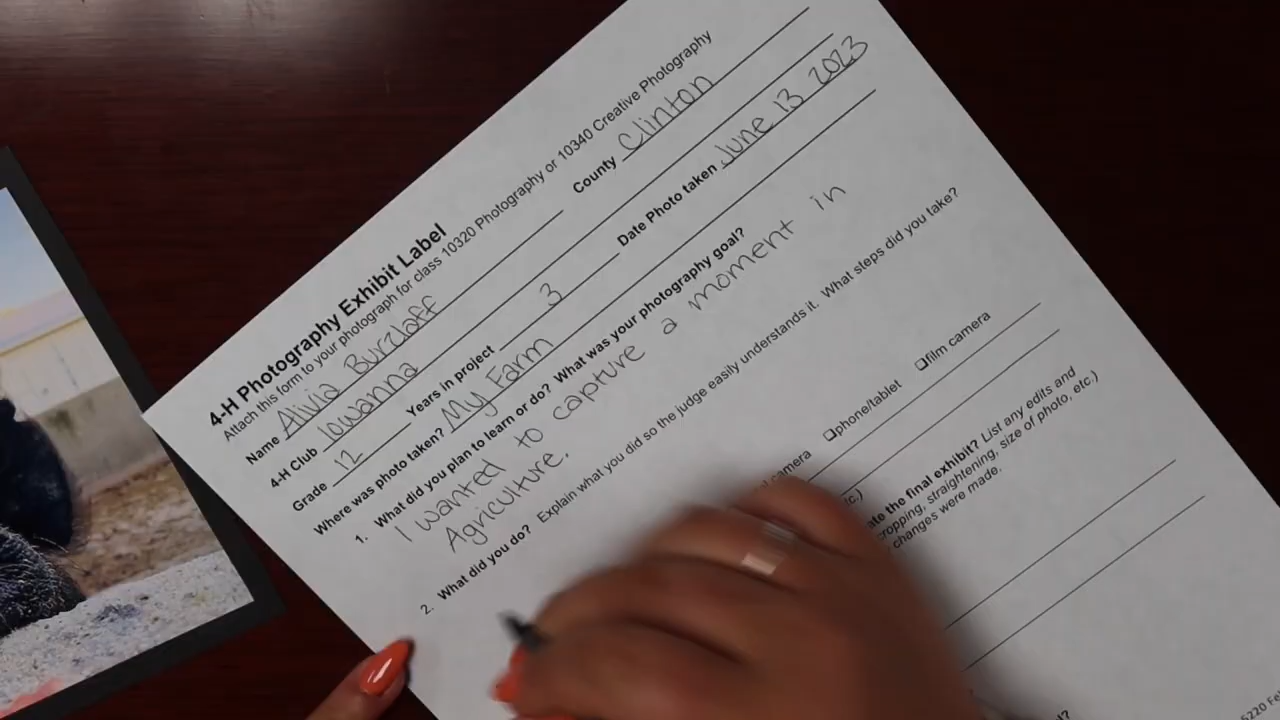 4-H Photography Exhibit Label
Attach this form to your photograph for class 10320 Photography or 10340 Creative Photography
Name Alivia Burzlaff County Clinton
4-H Club Iowanna
Grade 12 Years in project 3 Date Photo taken June 13 2023
Where was photo taken? My Farm
1. What did you plan to learn or do? What was your photography goal?
I wanted to capture a moment in
Agriculture.
2. What did you do? Explain what you did so the judge easily understands it. What steps did you take?
camera ❑phone/tablet ❑film camera
etc.)
the final exhibit? List any edits and
cropping, straightening, size of photo, etc.)
changes were made.